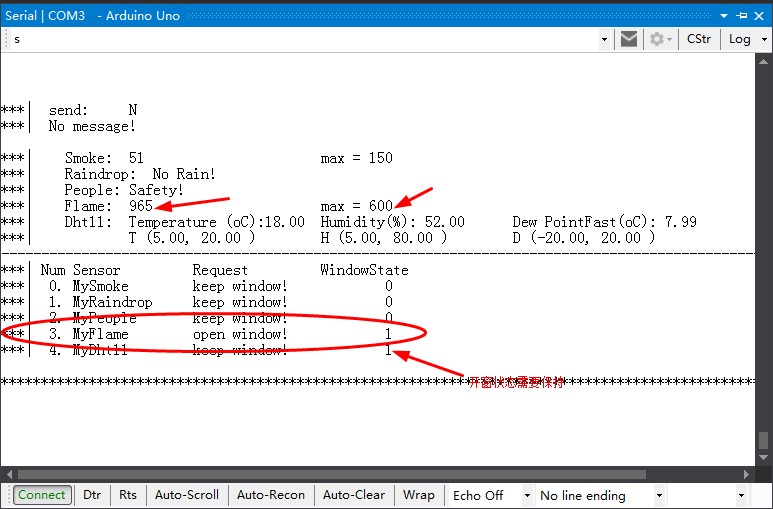 Serial | COM3 - Arduino Uno
s CStr Log
*** | send: N
*** | No message!
*** | Smoke: 51 max = 150
*** | Raindrop: No Rain!
*** | People: Safety!
*** | Flame: 965 max = 600
*** | Dht11: Temperature (oC):18.00 Humidity(%): 52.00 Dew PointFast(oC): 7.99
*** | T (5.00, 20.00 ) H (5.00, 80.00 ) D (-20.00, 20.00 )
*** | Num Sensor Request WindowState
*** | 0. MySmoke keep window! 0
*** | 1. MyRaindrop keep window! 0
*** | 2. MyPeople keep window! 0
*** | 3. MyFlame open window! 1
*** | 4. MyDht11 keep window! 1
开窗状态需要保持
Connect Dtr Rts Auto-Scroll Auto-Recon Auto-Clear Wrap Echo Off No line ending